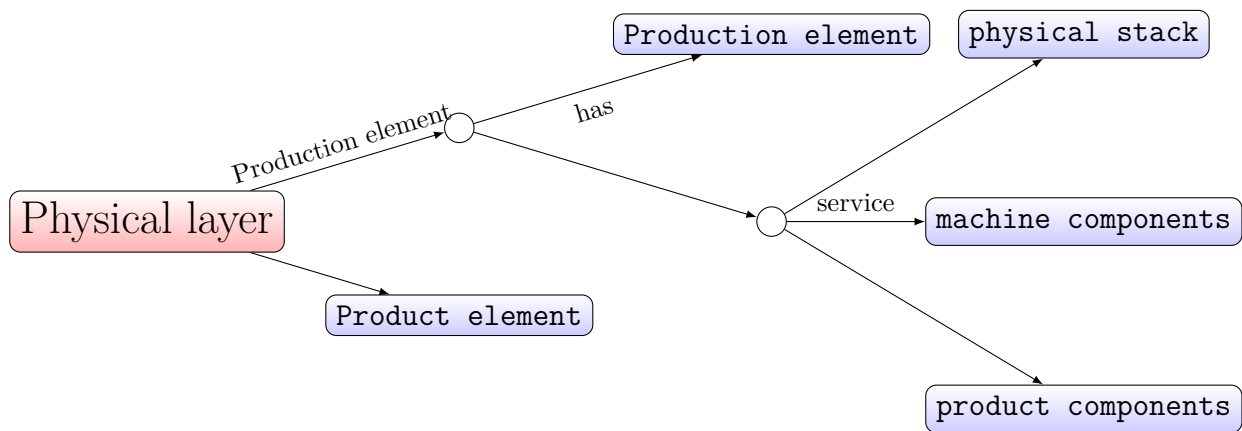 Production element
physical stack
Production element
has
Physical layer
service
machine components
Product element
product components